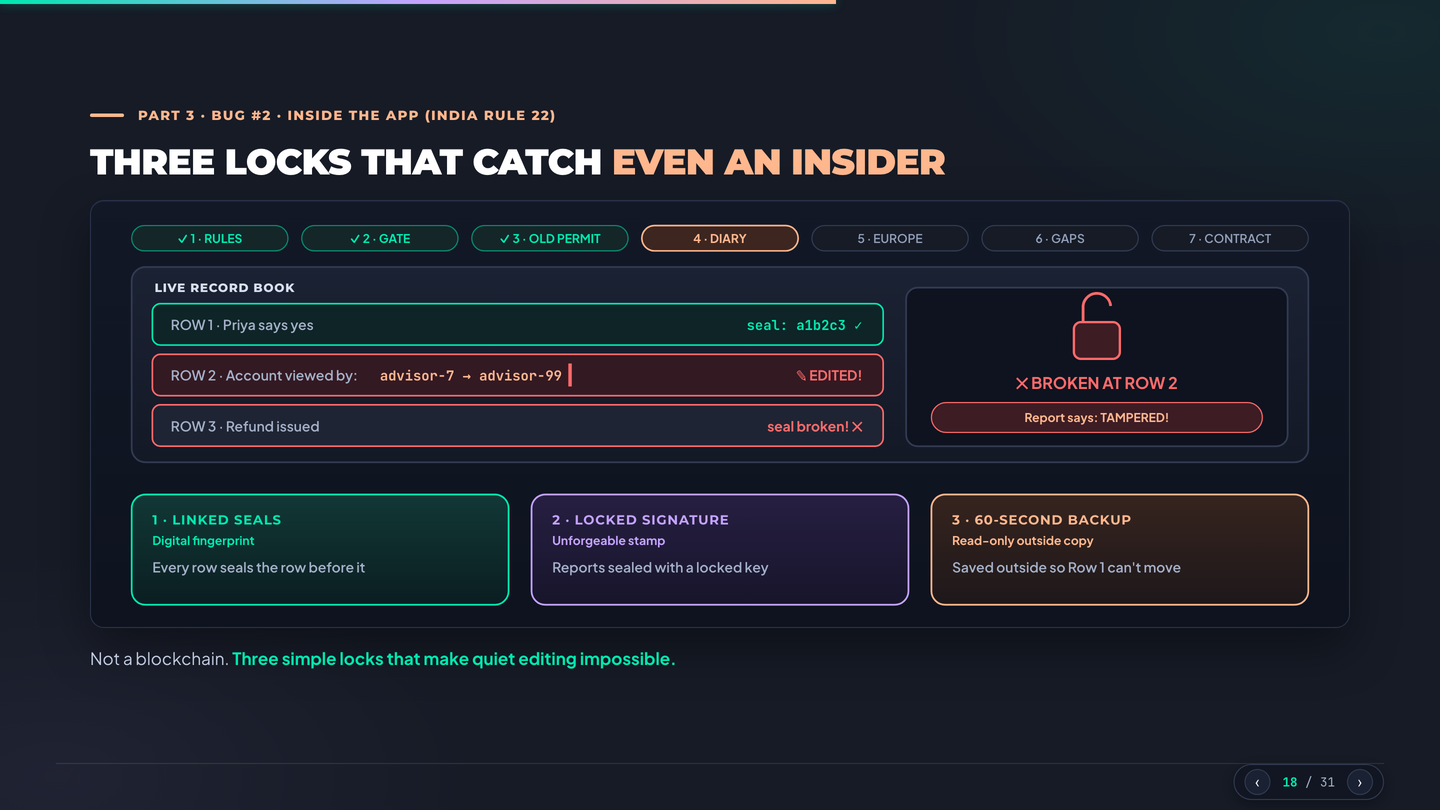 PART 3 · BUG #2 · INSIDE THE APP (INDIA RULE 22)
THREE LOCKS THAT CATCH EVEN AN INSIDER
✓ 1 · RULES
✓ 2 · GATE
✓ 3 · OLD PERMIT
4 · DIARY
5 · EUROPE
6 · GAPS
7 · CONTRACT
LIVE RECORD BOOK
ROW 1 · Priya says yes seal: a1b2c3 ✓
ROW 2 · Account viewed by: advisor-7 → advisor-99 ✎ EDITED!
ROW 3 · Refund issued seal broken! ✕
✕ BROKEN AT ROW 2
Report says: TAMPERED!
1 · LINKED SEALS
Digital fingerprint
Every row seals the row before it
2 · LOCKED SIGNATURE
Unforgeable stamp
Reports sealed with a locked key
3 · 60-SECOND BACKUP
Read-only outside copy
Saved outside so Row 1 can't move
Not a blockchain. Three simple locks that make quiet editing impossible.
‹ 18 / 31 ›